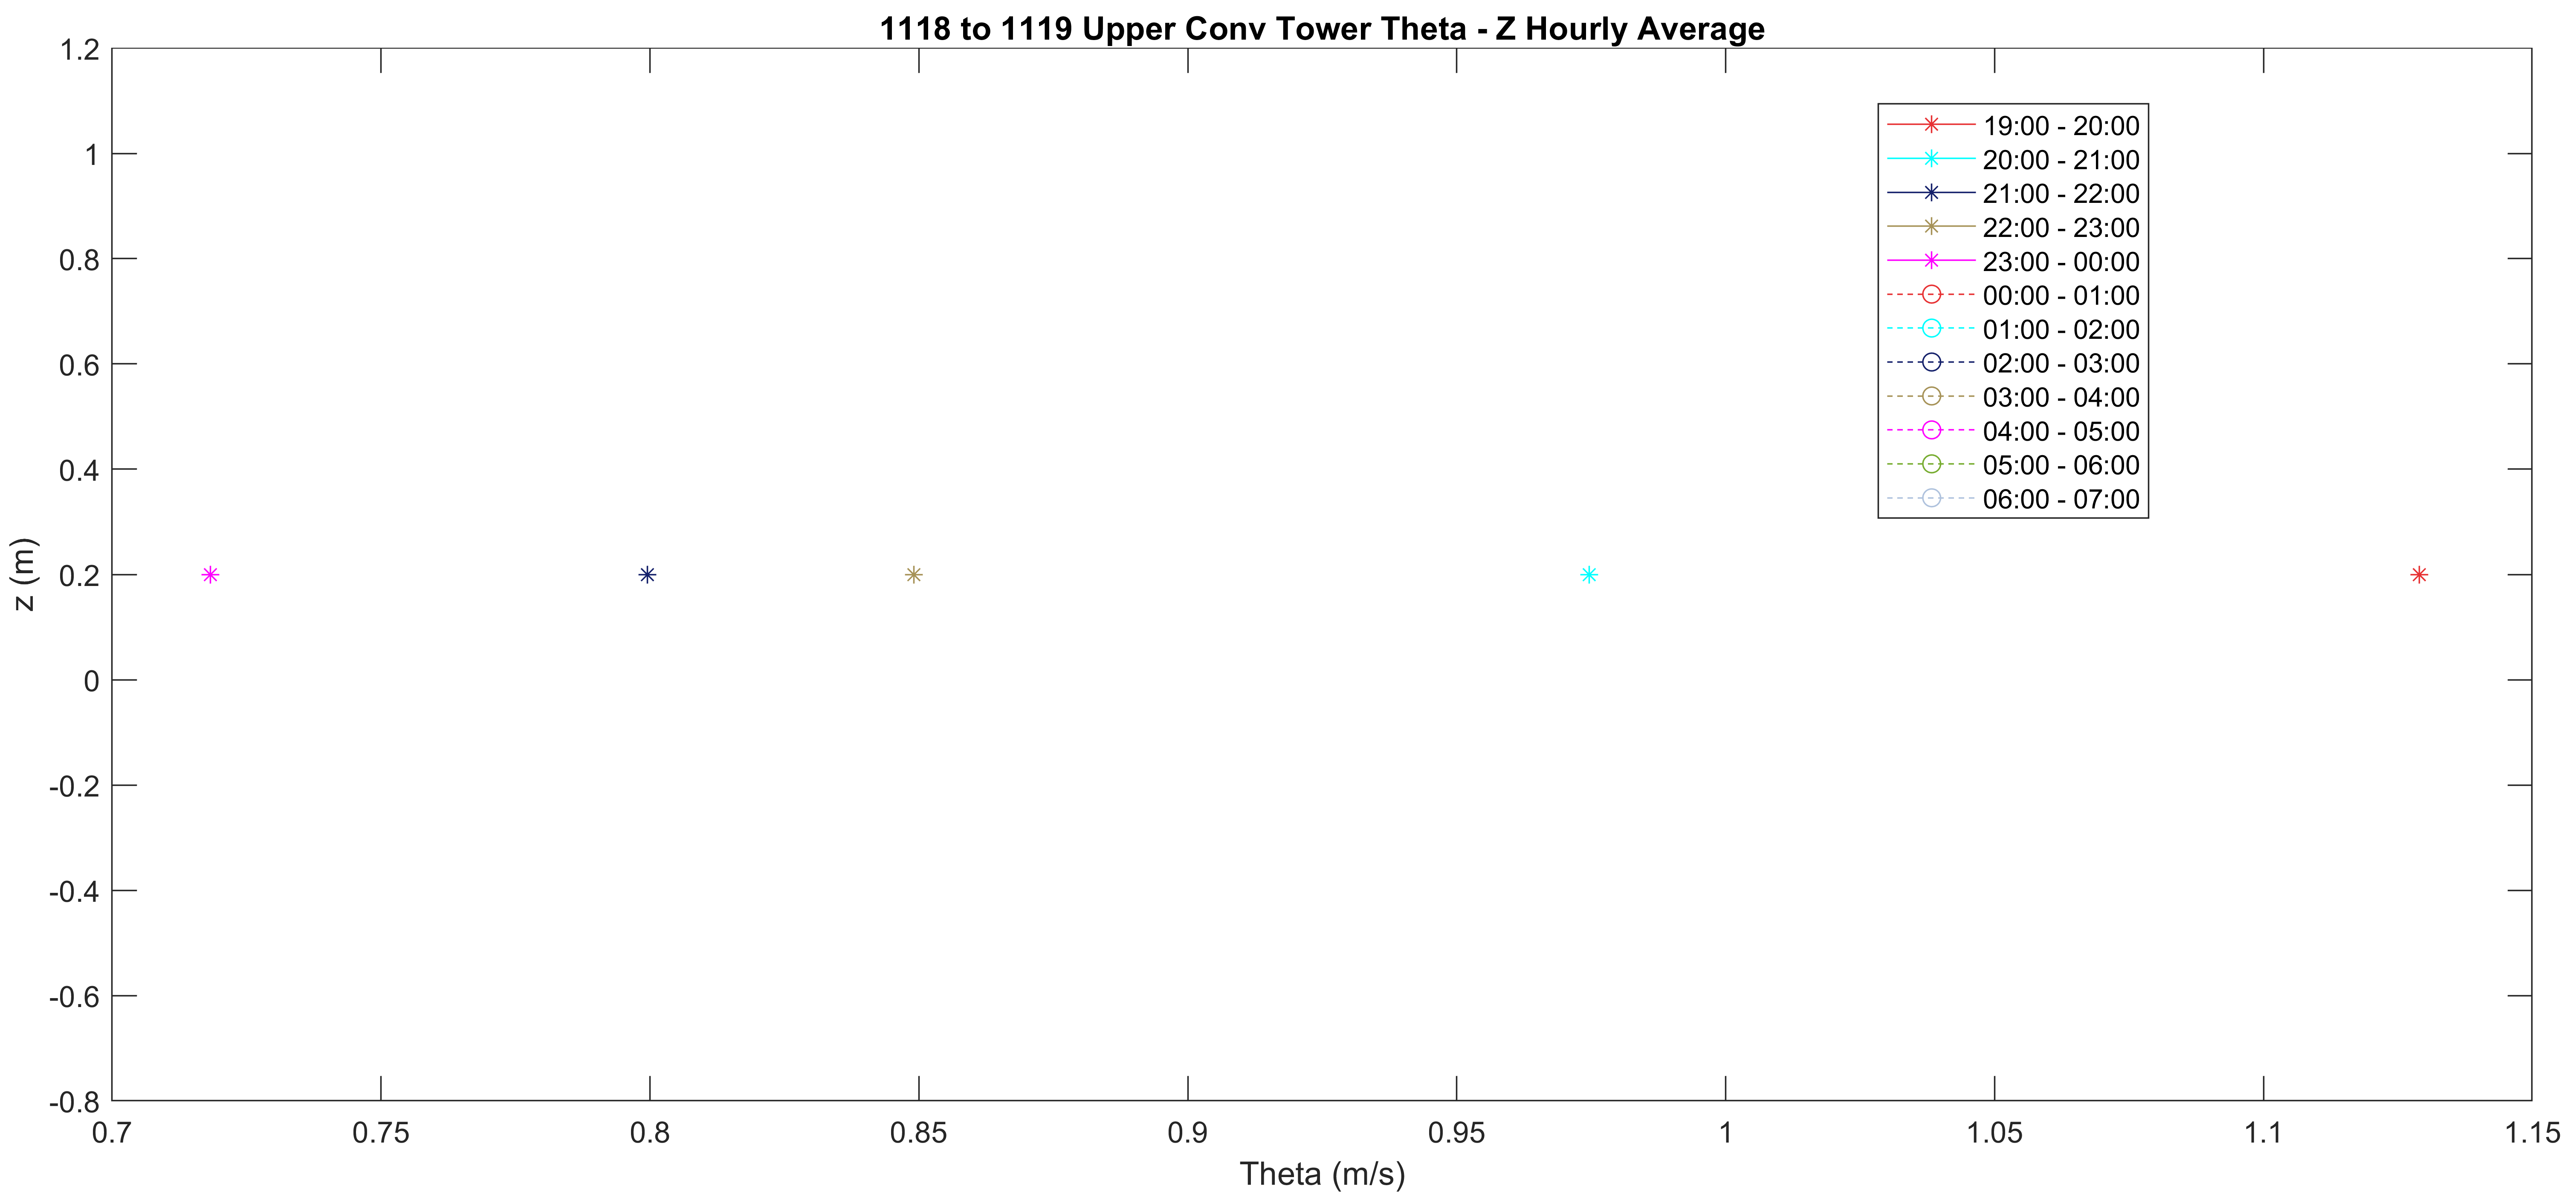 1118 to 1119 Upper Conv Tower Theta - Z Hourly Average
1.2
1
0.8
0.6
0.4
0.2
0
-0.2
-0.4
-0.6
-0.8
z (m)
19:00 - 20:00
20:00 - 21:00
21:00 - 22:00
22:00 - 23:00
23:00 - 00:00
00:00 - 01:00
01:00 - 02:00
02:00 - 03:00
03:00 - 04:00
04:00 - 05:00
05:00 - 06:00
06:00 - 07:00
0.7 0.75 0.8 0.85 0.9 0.95 1 1.05 1.1 1.15
Theta (m/s)